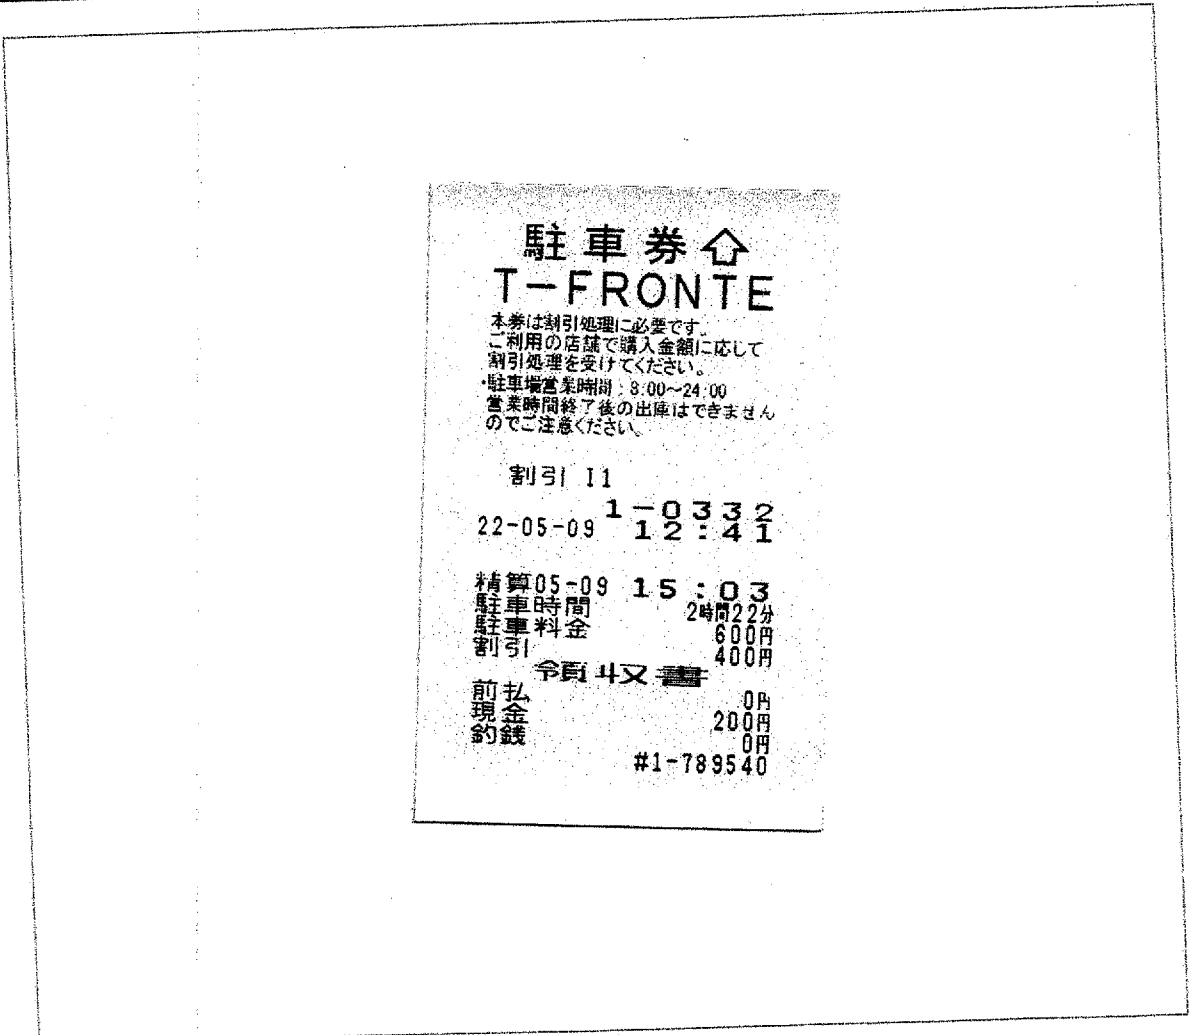 駐車券⇧
T-FRONTE
本券は割引処理に必要です。
ご利用の店舗で購入金額に応じて
割引処理を受けてください。
・駐車場営業時間:8:00~24:00
営業時間終了後の出庫はできません
のでご注意ください。
割引 I1
1-0332
22-05-09 12:41
精算05-09 15:03
駐車時間 2時間22分
駐車料金 600円
割引 400円
領収書
前払 0円
現金 200円
釣銭 0円
#1-789540